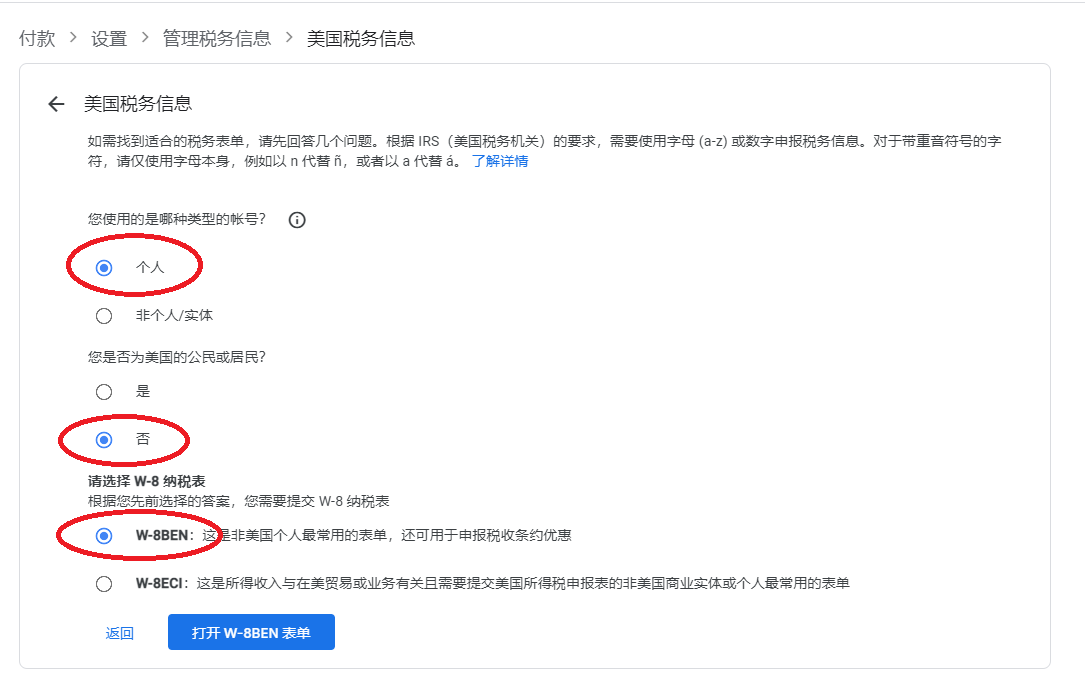 付款 > 设置 > 管理税务信息 > 美国税务信息
美国税务信息
如需找到适合的税务表单，请先回答几个问题。根据 IRS（美国税务机关）的要求，需要使用字母 (a-z) 或数字申报税务信息。对于带重音符号的字
符，请仅使用字母本身，例如以 n 代替 ñ，或者以 a 代替 á。 了解详情
您使用的是哪种类型的帐号？
个人
非个人/实体
您是否为美国的公民或居民？
是
否
请选择 W-8 纳税表
根据您先前选择的答案，您需要提交 W-8 纳税表
W-8BEN：这是非美国个人最常用的表单，还可用于申报税收条约优惠
W-8ECI：这是所得收入与在美贸易或业务有关且需要提交美国所得税申报表的非美国商业实体或个人最常用的表单
返回 打开 W-8BEN 表单